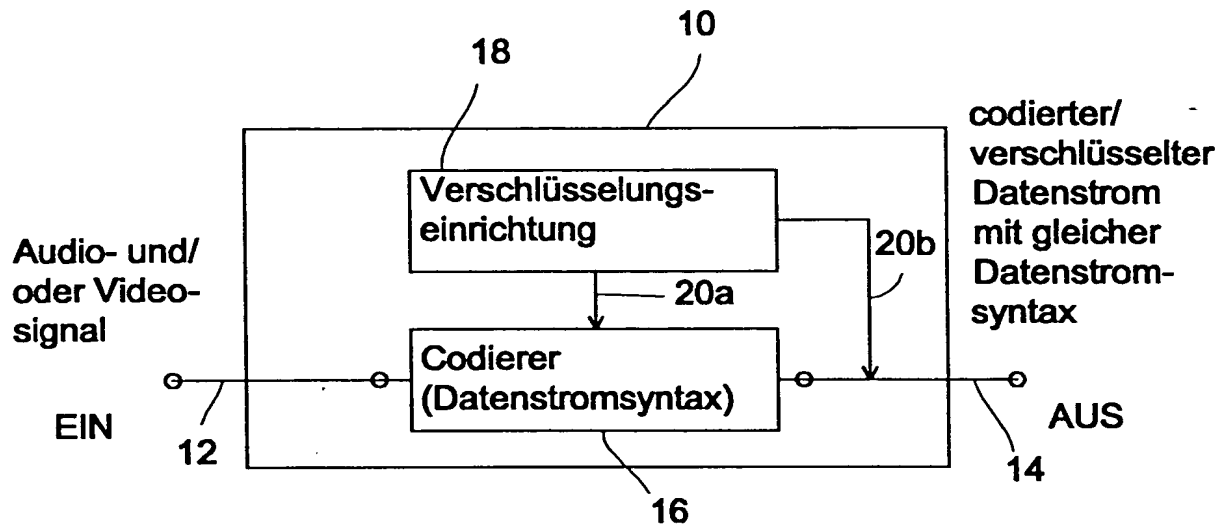 10
18
codierter/
verschlüsselter
Datenstrom
mit gleicher
Datenstrom-
syntax
Verschlüsselungs-
einrichtung
Audio- und/
oder Video-
signal
20b
20a
Codierer
(Datenstromsyntax)
EIN
12
AUS
14
16